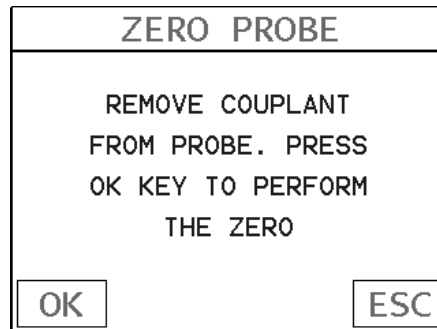 ZERO PROBE
REMOVE COUPLANT
FROM PROBE. PRESS
OK KEY TO PERFORM
THE ZERO
OK ESC